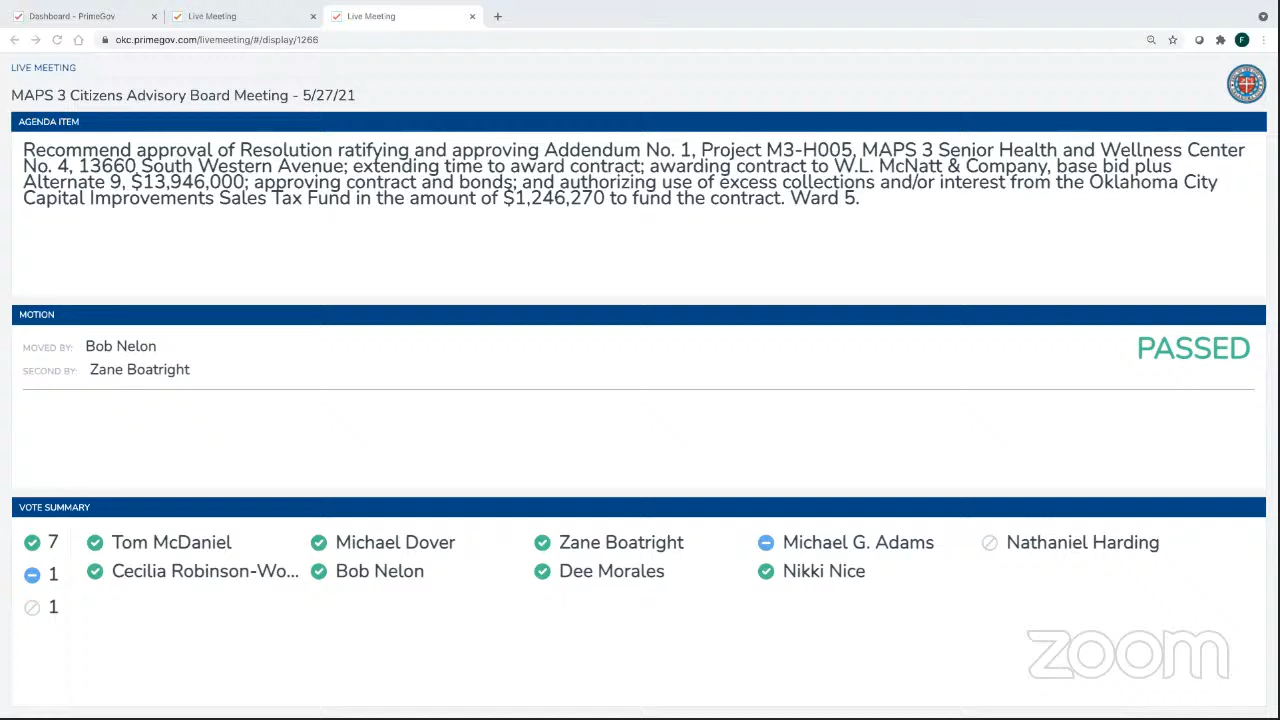 Dashboard - PrimeGov
Live Meeting
Live Meeting
okc.primegov.com/livemeeting/#/display/1266
F
LIVE MEETING
MAPS 3 Citizens Advisory Board Meeting - 5/27/21
AGENDA ITEM
Recommend approval of Resolution ratifying and approving Addendum No. 1, Project M3-H005, MAPS 3 Senior Health and Wellness Center
No. 4, 13660 South Western Avenue; extending time to award contract; awarding contract to W.L. McNatt & Company, base bid plus
Alternate 9, $13,946,000; approving contract and bonds; and authorizing use of excess collections and/or interest from the Oklahoma City
Capital Improvements Sales Tax Fund in the amount of $1,246,270 to fund the contract. Ward 5.
MOTION
MOVED BY: Bob Nelon
PASSED
SECOND BY: Zane Boatright
VOTE SUMMARY
7 Tom McDaniel Michael Dover Zane Boatright Michael G. Adams Nathaniel Harding
1 Cecilia Robinson-Wo... Bob Nelon Dee Morales Nikki Nice
1
zoom